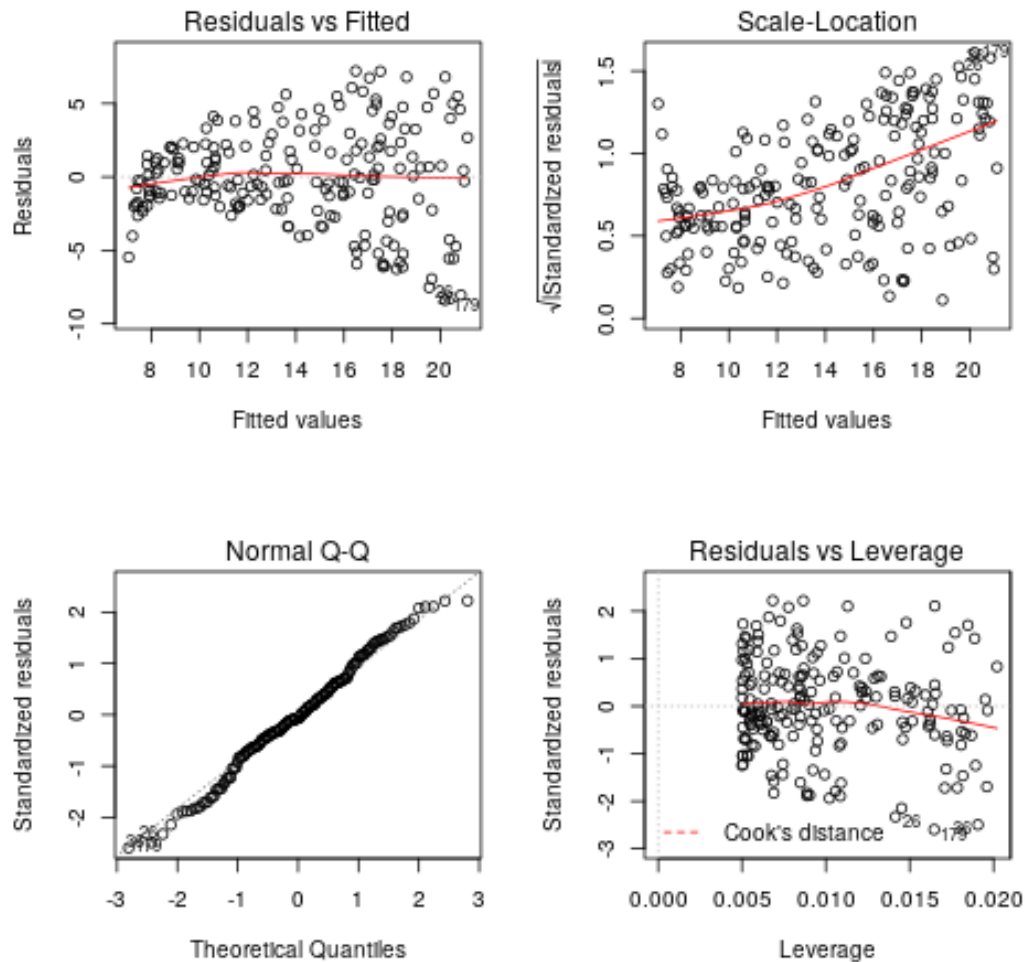 Residuals vs Fitted
Residuals
5
0
-5
-10
179
8 10 12 14 16 18 20
Fitted values
Scale-Location
√|Standardized residuals|
1.5
1.0
0.5
0.0
179
8 10 12 14 16 18 20
Fitted values
Normal Q-Q
Standardized residuals
2
1
0
-1
-2
26
179
-3 -2 -1 0 1 2 3
Theoretical Quantiles
Residuals vs Leverage
Standardized residuals
2
1
0
-1
-2
-3
26
179
Cook's distance
0.000 0.005 0.010 0.015 0.020
Leverage